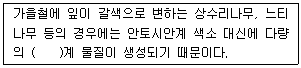 가을철에 잎이 갈색으로 변하는 상수리나무, 느티
나무 등의 경우에는 안토시안계 색소 대신에 다량
의 (    )계 물질이 생성되기 때문이다.